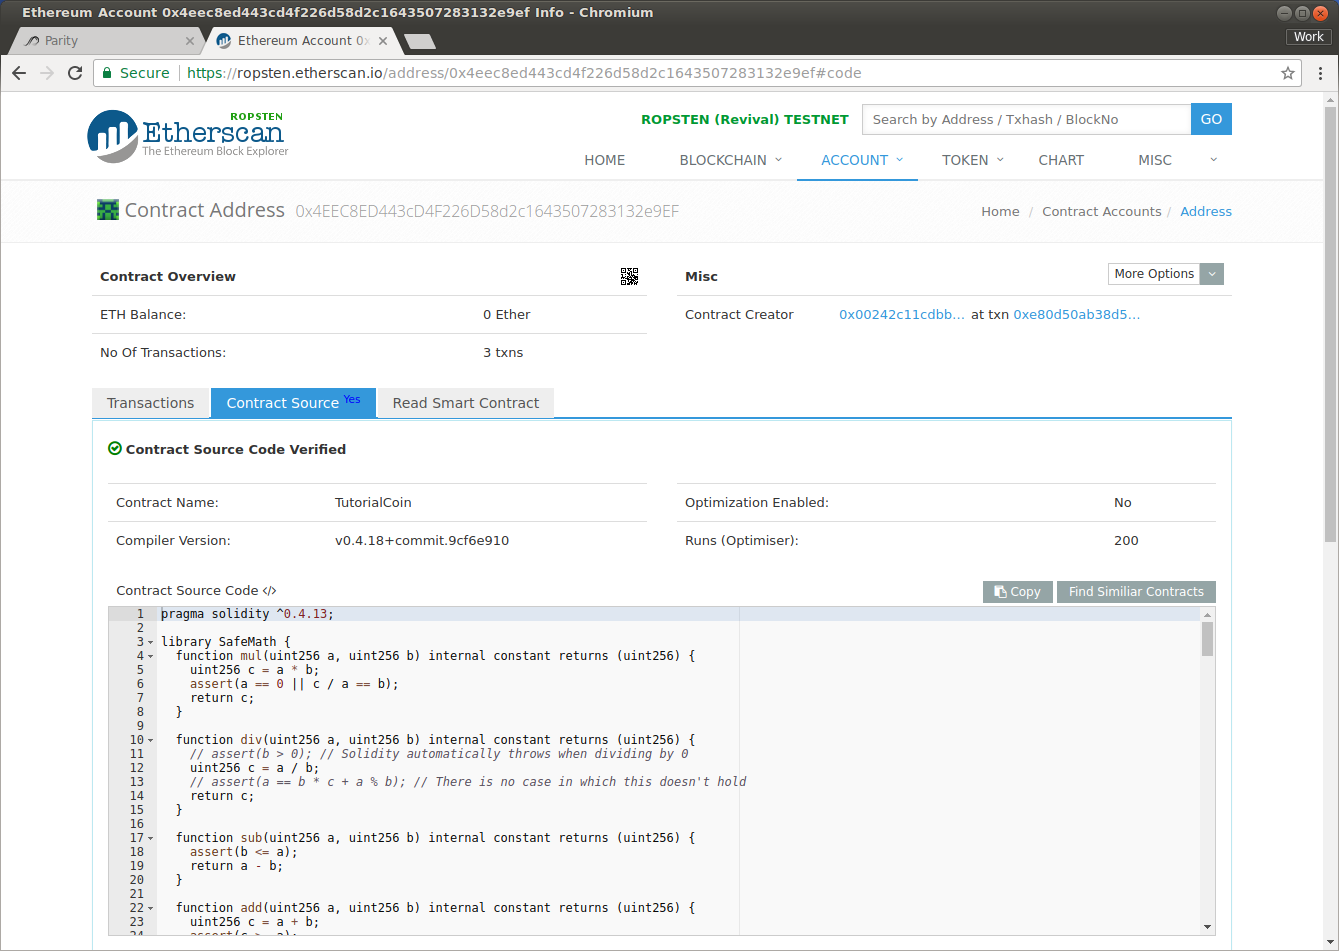 Ethereum Account 0x4eec8ed443cd4f226d58d2c1643507283132e9ef Info - Chromium
Parity
Ethereum Account 0x
Work
Secure https://ropsten.etherscan.io/address/0x4eec8ed443cd4f226d58d2c1643507283132e9ef#code
ROPSTEN
Etherscan
The Ethereum Block Explorer
ROPSTEN (Revival) TESTNET
Search by Address / Txhash / BlockNo
GO
HOME BLOCKCHAIN ACCOUNT TOKEN CHART MISC
Contract Address 0x4EEC8ED443cD4F226D58d2c1643507283132e9EF
Home / Contract Accounts / Address
Contract Overview
ETH Balance: 0 Ether
No Of Transactions: 3 txns
Misc
More Options
Contract Creator 0x00242c11cdbb... at txn 0xe80d50ab38d5...
Transactions
Contract Source Yes
Read Smart Contract
Contract Source Code Verified
Contract Name: TutorialCoin
Compiler Version: v0.4.18+commit.9cf6e910
Optimization Enabled: No
Runs (Optimiser): 200
Contract Source Code </>
Copy
Find Similiar Contracts
1 pragma solidity ^0.4.13;
2
3 library SafeMath {
4 function mul(uint256 a, uint256 b) internal constant returns (uint256) {
5 uint256 c = a * b;
6 assert(a == 0 || c / a == b);
7 return c;
8 }
9
10 function div(uint256 a, uint256 b) internal constant returns (uint256) {
11 // assert(b > 0); // Solidity automatically throws when dividing by 0
12 uint256 c = a / b;
13 // assert(a == b * c + a % b); // There is no case in which this doesn't hold
14 return c;
15 }
16
17 function sub(uint256 a, uint256 b) internal constant returns (uint256) {
18 assert(b <= a);
19 return a - b;
20 }
21
22 function add(uint256 a, uint256 b) internal constant returns (uint256) {
23 uint256 c = a + b;